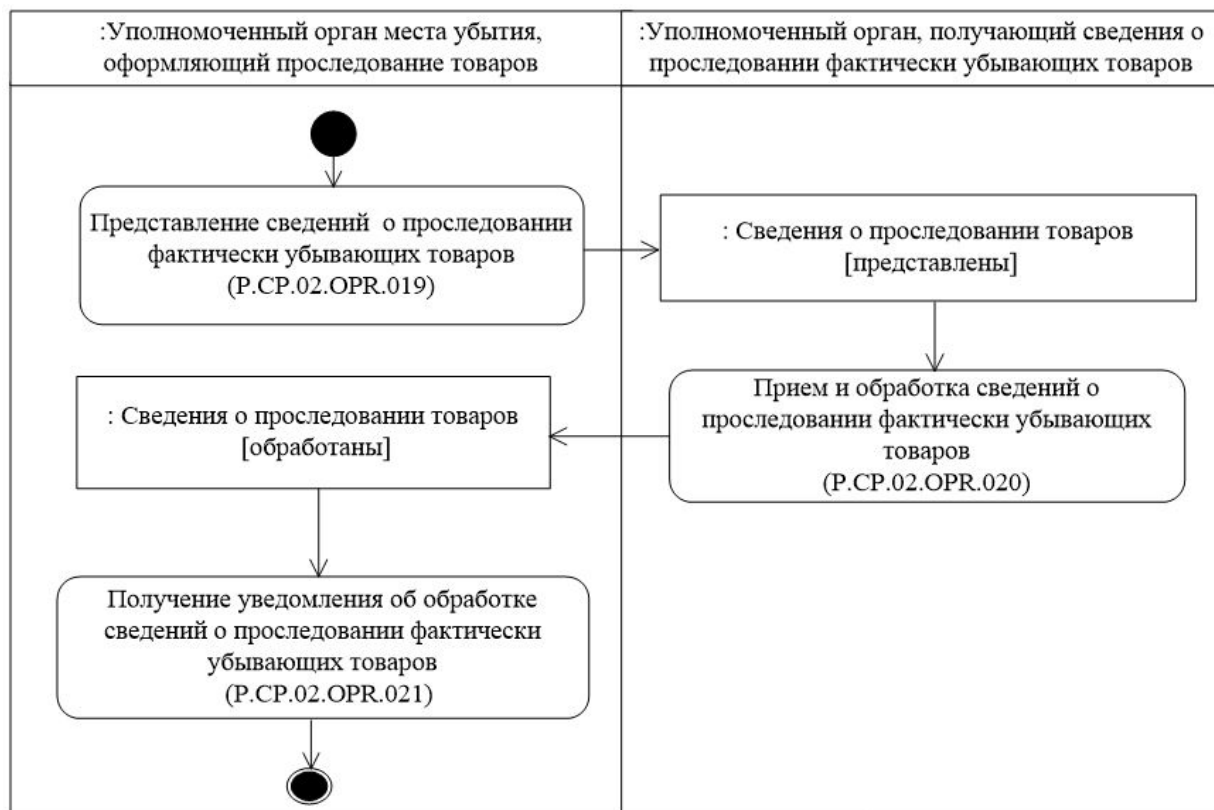 :Уполномоченный орган места убытия,
оформляющий проследование товаров
:Уполномоченный орган, получающий сведения о
проследовании фактически убывающих товаров
Представление сведений о проследовании
фактически убывающих товаров
(P.CP.02.OPR.019)
: Сведения о проследовании товаров
[представлены]
Прием и обработка сведений о
проследовании фактически убывающих
товаров
(P.CP.02.OPR.020)
: Сведения о проследовании товаров
[обработаны]
Получение уведомления об обработке
сведений о проследовании фактически
убывающих товаров
(P.CP.02.OPR.021)